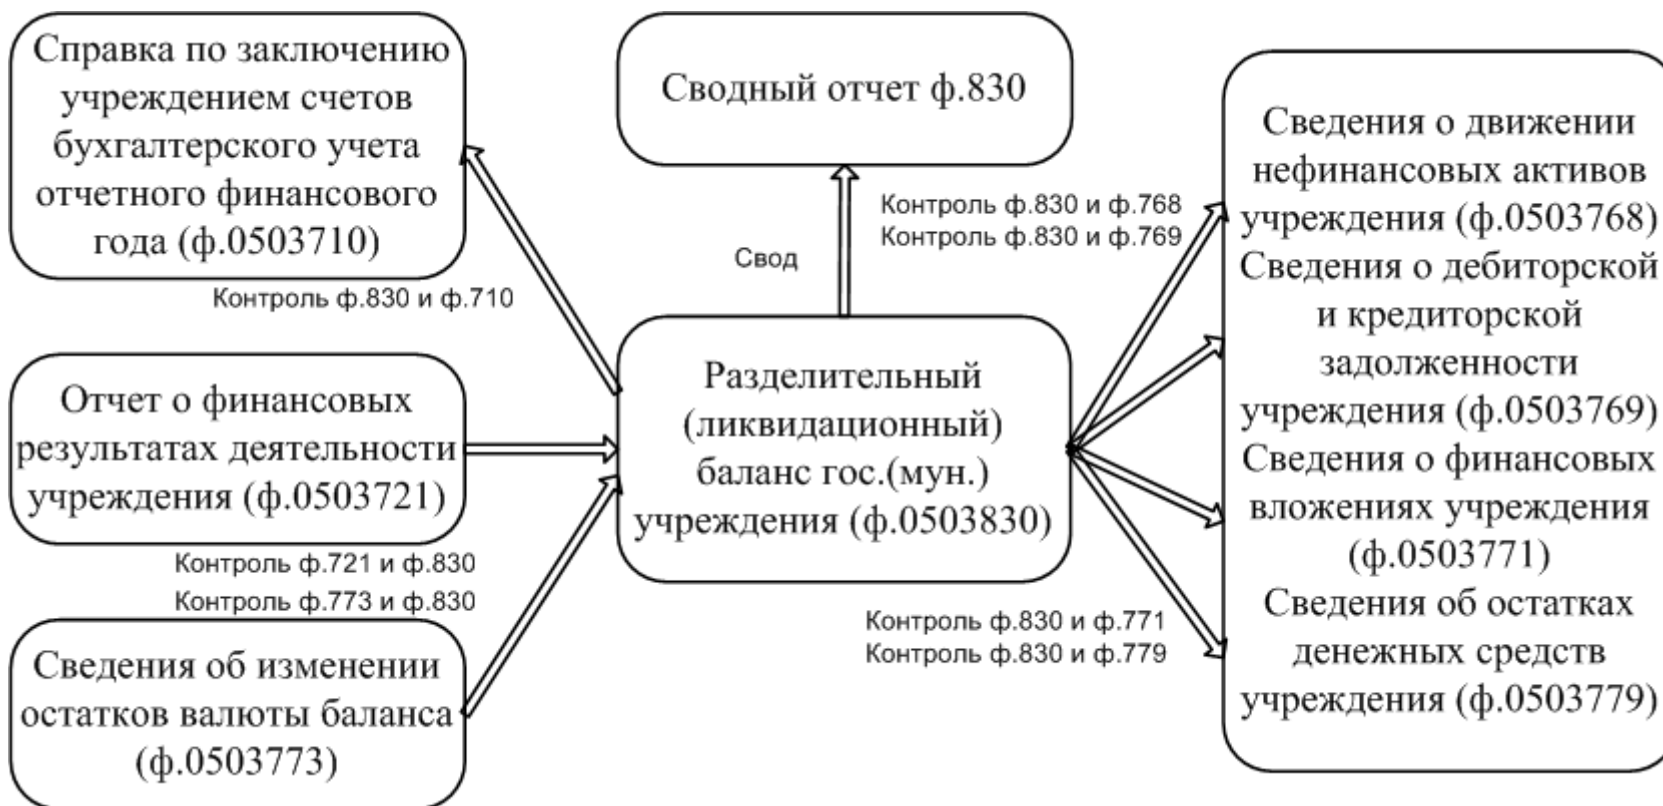 Справка по заключению
учреждением счетов
бухгалтерского учета
отчетного финансового
года (ф.0503710)
Контроль ф.830 и ф.710
Отчет о финансовых
результатах деятельности
учреждения (ф.0503721)
Контроль ф.721 и ф.830
Контроль ф.773 и ф.830
Сведения об изменении
остатков валюты баланса
(ф.0503773)
Сводный отчет ф.830
Свод
Контроль ф.830 и ф.768
Контроль ф.830 и ф.769
Разделительный
(ликвидационный)
баланс гос.(мун.)
учреждения (ф.0503830)
Контроль ф.830 и ф.771
Контроль ф.830 и ф.779
Сведения о движении
нефинансовых активов
учреждения (ф.0503768)
Сведения о дебиторской
и кредиторской
задолженности
учреждения (ф.0503769)
Сведения о финансовых
вложениях учреждения
(ф.0503771)
Сведения об остатках
денежных средств
учреждения (ф.0503779)